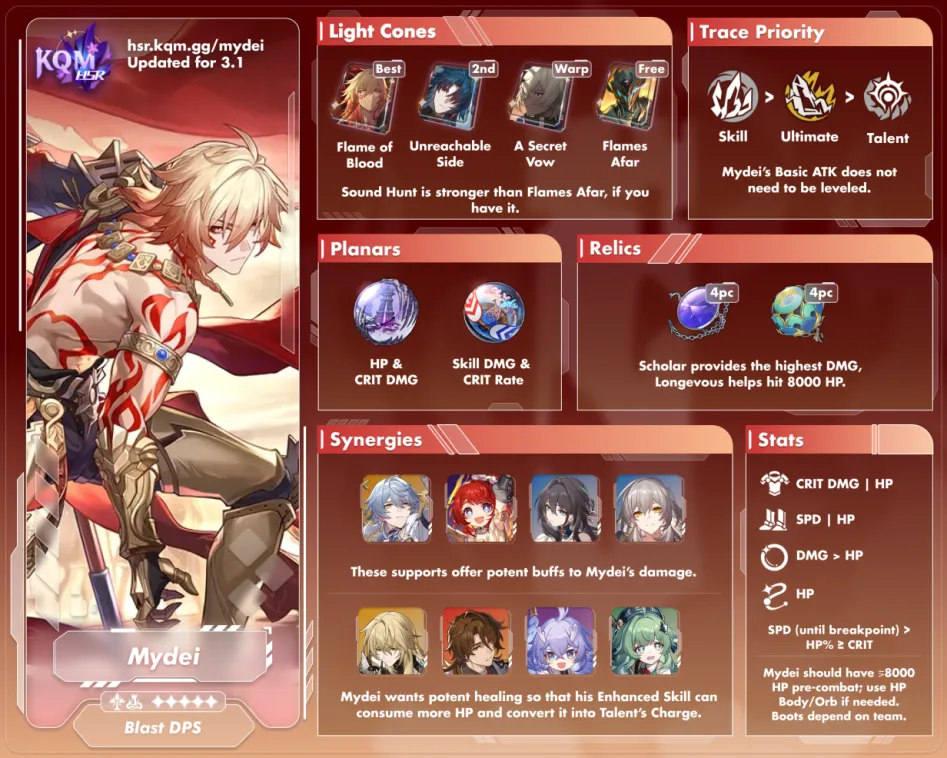 KQM
HSR
hsr.kqm.gg/mydei
Updated for 3.1
Mydei
Blast DPS
Light Cones
Best
2nd
Warp
Free
Flame of
Blood
Unreachable
Side
A Secret
Vow
Flames
Afar
Sound Hunt is stronger than Flames Afar, if you
have it.
Trace Priority
Skill
>
Ultimate
>
Talent
Mydei's Basic ATK does not
need to be leveled.
Planars
HP &
CRIT DMG
Skill DMG &
CRIT Rate
Relics
4pc
4pc
Scholar provides the highest DMG,
Longevous helps hit 8000 HP.
Synergies
These supports offer potent buffs to Mydei's damage.
Mydei wants potent healing so that his Enhanced Skill can
consume more HP and convert it into Talent's Charge.
Stats
CRIT DMG | HP
SPD | HP
DMG > HP
HP
SPD (until breakpoint) >
HP% ≥ CRIT
Mydei should have ≈8000
HP pre-combat; use HP
Body/Orb if needed.
Boots depend on team.